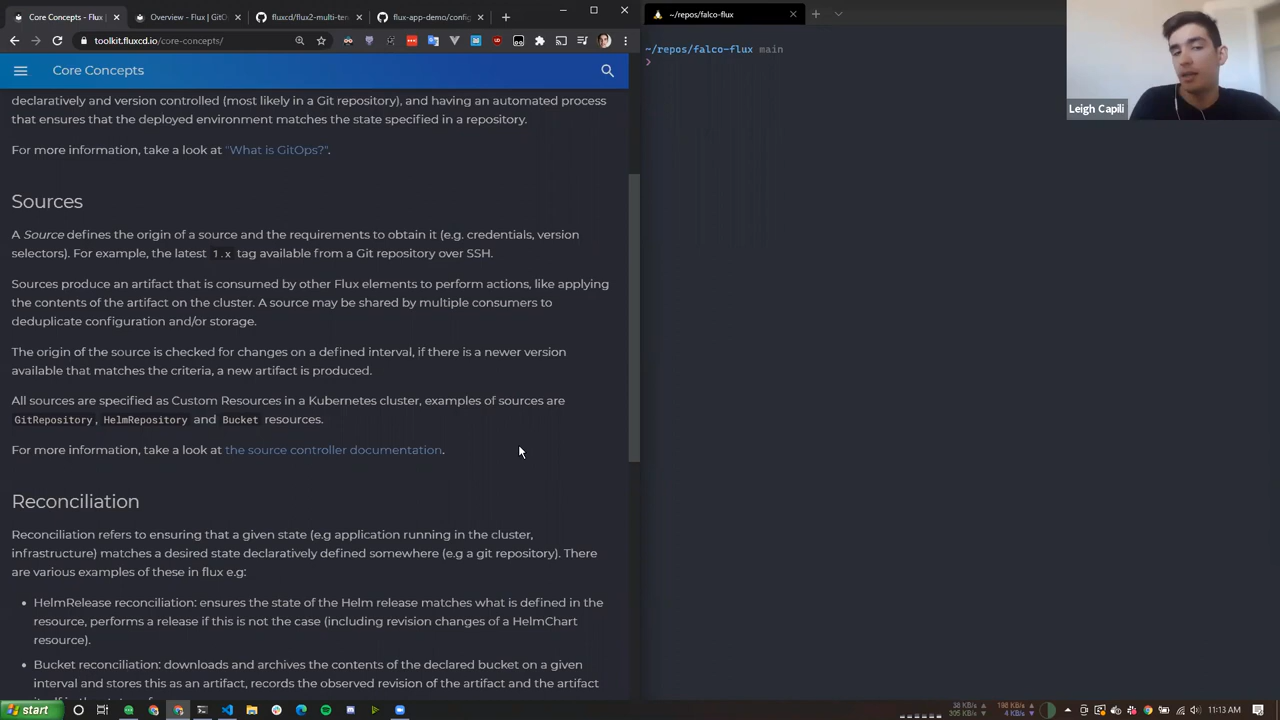 Core Concepts - Flux |
Overview - Flux | GitO
fluxcd/flux2-multi-ten
flux-app-demo/config
~/repos/falco-flux
toolkit.fluxcd.io/core-concepts/
~/repos/falco-flux main
❯
Leigh Capili
Core Concepts
declaratively and version controlled (most likely in a Git repository), and having an automated process
that ensures that the deployed environment matches the state specified in a repository.
For more information, take a look at "What is GitOps?".
Sources
A Source defines the origin of a source and the requirements to obtain it (e.g. credentials, version
selectors). For example, the latest 1.x tag available from a Git repository over SSH.
Sources produce an artifact that is consumed by other Flux elements to perform actions, like applying
the contents of the artifact on the cluster. A source may be shared by multiple consumers to
deduplicate configuration and/or storage.
The origin of the source is checked for changes on a defined interval, if there is a newer version
available that matches the criteria, a new artifact is produced.
All sources are specified as Custom Resources in a Kubernetes cluster, examples of sources are
GitRepository, HelmRepository and Bucket resources.
For more information, take a look at the source controller documentation.
Reconciliation
Reconciliation refers to ensuring that a given state (e.g application running in the cluster,
infrastructure) matches a desired state declaratively defined somewhere (e.g a git repository). There
are various examples of these in flux e.g:
• HelmRelease reconciliation: ensures the state of the Helm release matches what is defined in the
resource, performs a release if this is not the case (including revision changes of a HelmChart
resource).
• Bucket reconciliation: downloads and archives the contents of the declared bucket on a given
interval and stores this as an artifact, records the observed revision of the artifact and the artifact
start
38 KB
305 KB
198 KB
4 KB
11:13 AM